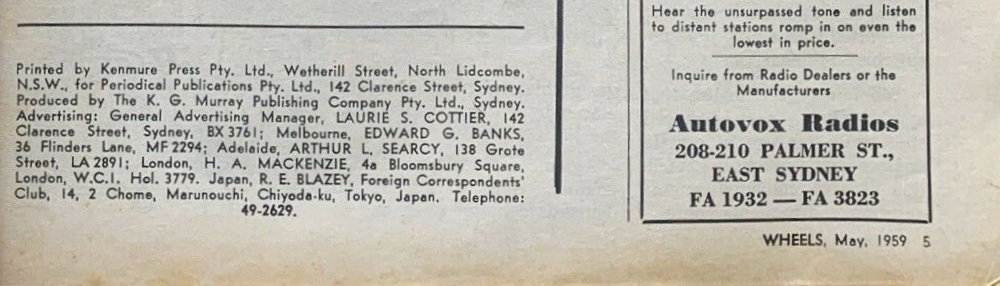 Printed by Kenmure Press Pty. Ltd., Wetherill Street, North Lidcombe,
N.S.W., for Periodical Publications Pty. Ltd., 142 Clarence Street, Sydney.
Produced by The K. G. Murray Publishing Company Pty. Ltd., Sydney.
Advertising: General Advertising Manager, LAURIE S. COTTIER, 142
Clarence Street, Sydney, BX 3761; Melbourne, EDWARD G. BANKS,
36 Flinders Lane, MF 2294; Adelaide, ARTHUR L. SEARCY, 138 Grote
Street, LA 2891; London, H. A. MACKENZIE, 4a Bloomsbury Square,
London, W.C.I. Hol. 3779. Japan, R. E. BLAZEY, Foreign Correspondents'
Club, 14, 2 Chome, Marunouchi, Chiyoda-ku, Tokyo, Japan. Telephone:
49-2629.
Hear the unsurpassed tone and listen
to distant stations romp in on even the
lowest in price.
Inquire from Radio Dealers or the
Manufacturers
Autovox Radios
208-210 PALMER ST.,
EAST SYDNEY
FA 1932 — FA 3823
WHEELS, May, 1959 5